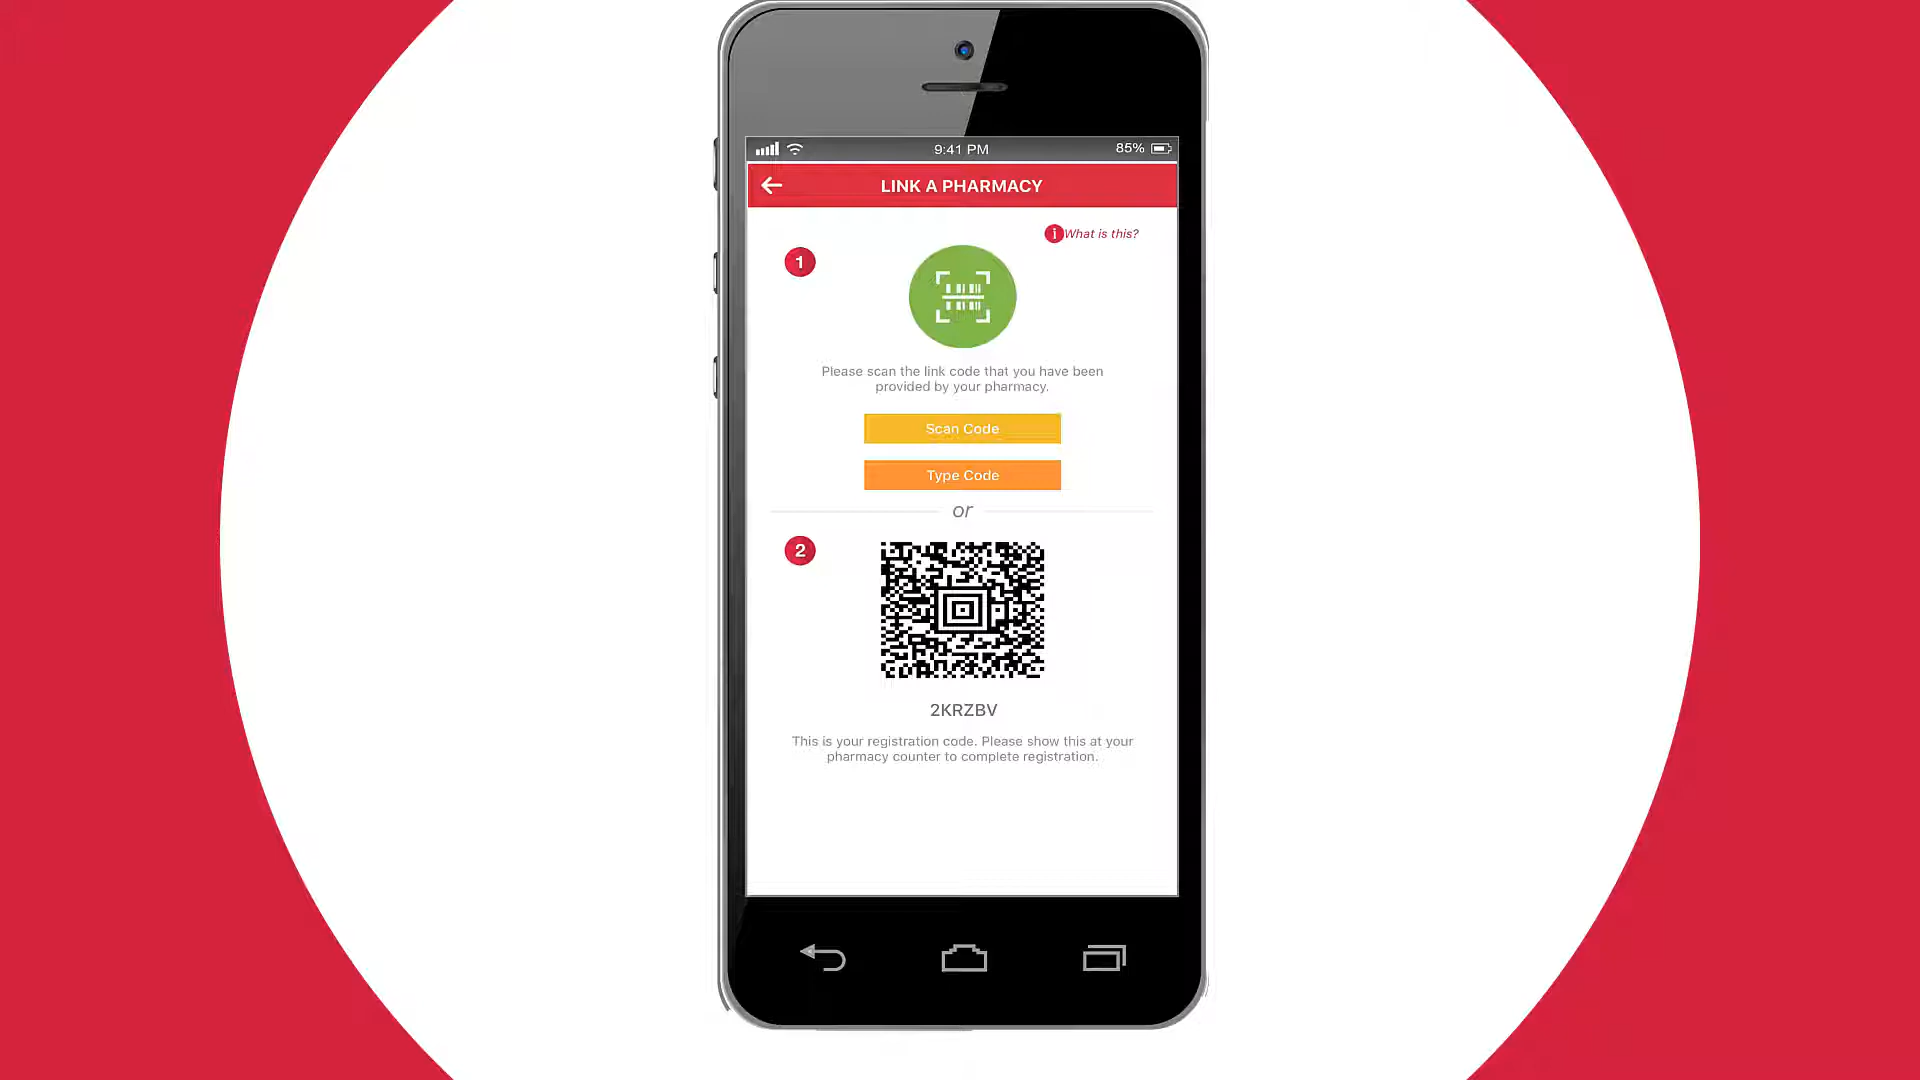 9:41 PM
85%
LINK A PHARMACY
i What is this?
1
Please scan the link code that you have been
provided by your pharmacy.
Scan Code
Type Code
or
2
2KRZBV
This is your registration code. Please show this at your
pharmacy counter to complete registration.